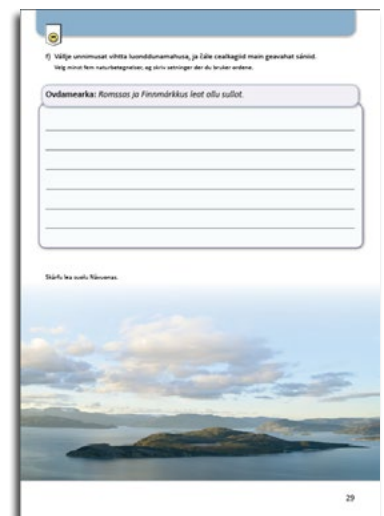 f) Vállje unnimusat vihtta luonddunamahusa, ja čále cealkagiid main geavahat sániid.
Velg minst fem naturbetegnelser, og skriv setninger der du bruker ordene.
Ovdamearka: Romssas ja Finnmárkkus leat ollu sullot.
Skárfu lea suolu Návuonas.
29